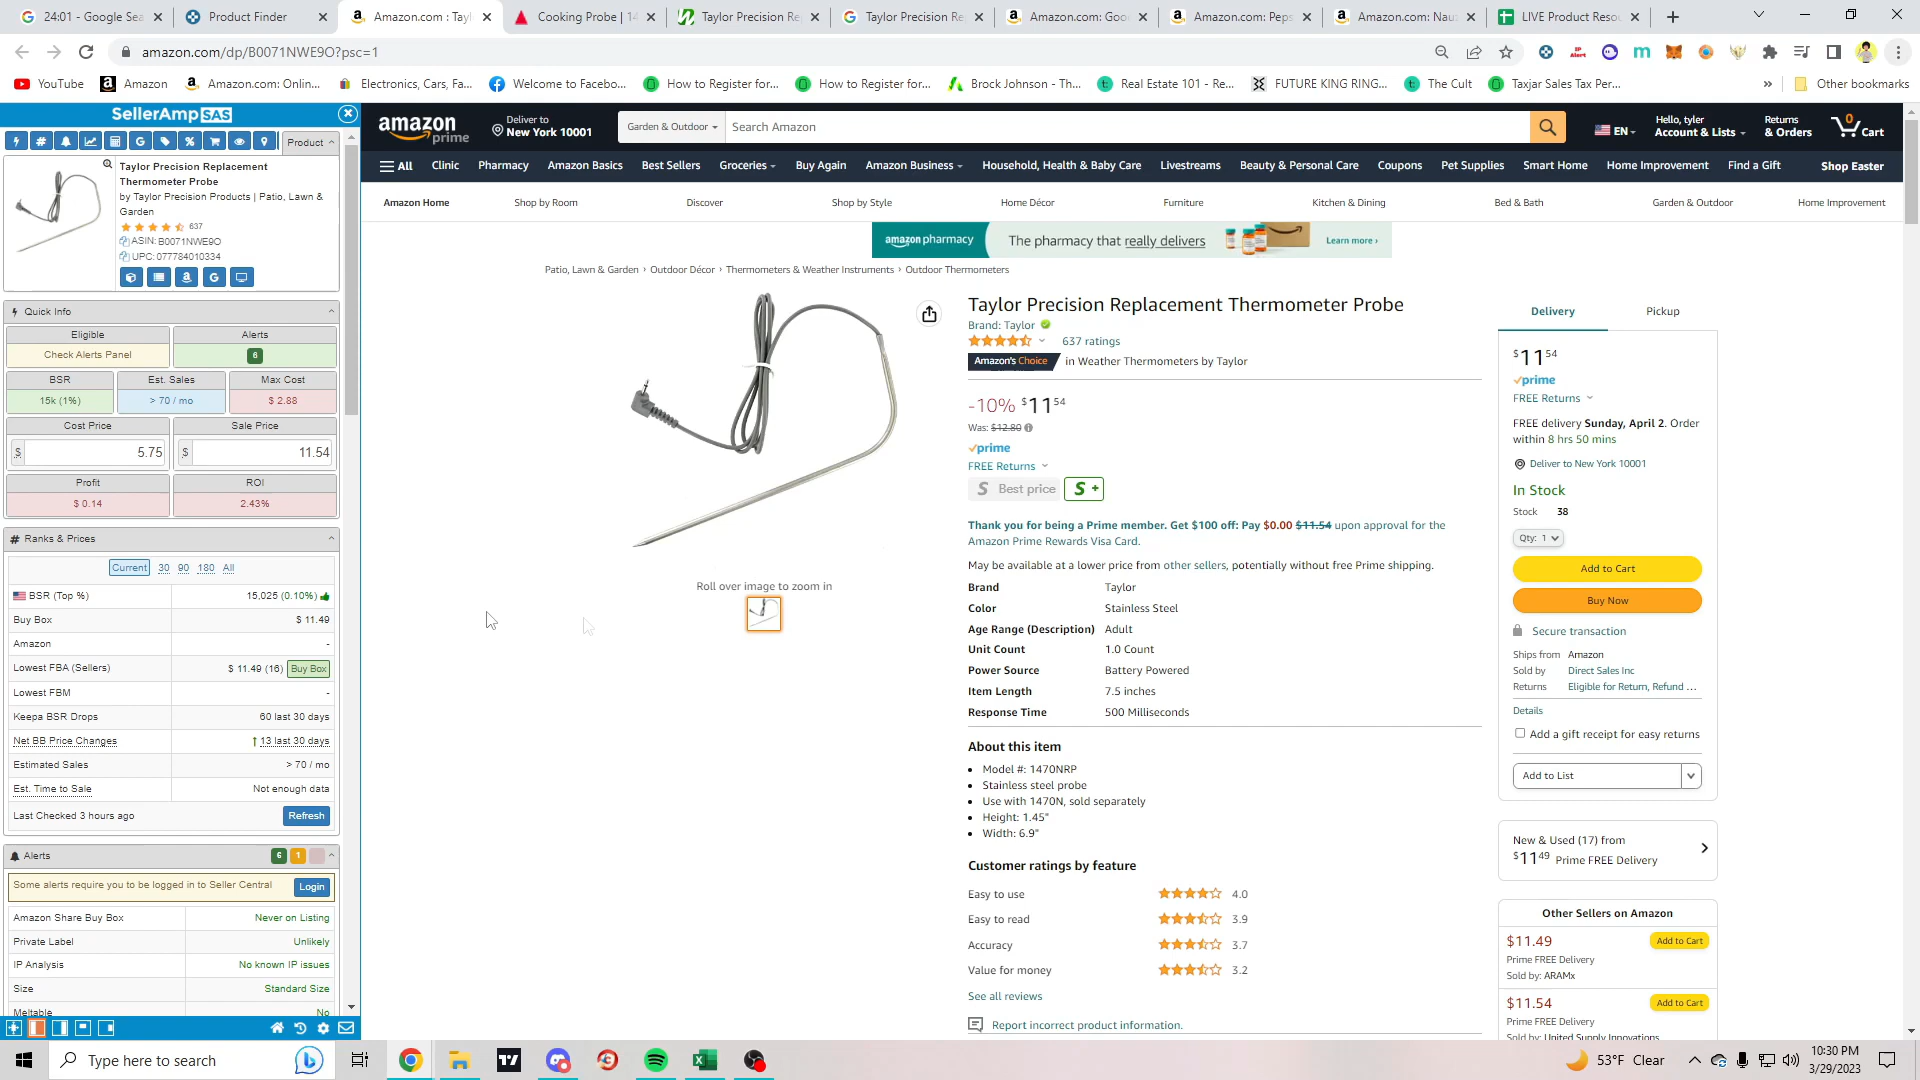 24:01 - Google Sea
Product Finder
Amazon.com : Tayl
Cooking Probe | 14
Taylor Precision Re
Taylor Precision Re
Amazon.com: Goo
Amazon.com: Peps
Amazon.com: Nau
LIVE Product Resou
amazon.com/dp/B0071NWE9O?psc=1
YouTube
Amazon
Amazon.com: Onlin...
Electronics, Cars, Fa...
Welcome to Facebo...
How to Register for...
How to Register for...
Brock Johnson - Th...
Real Estate 101 - Re...
FUTURE KING RING...
The Cult
Taxjar Sales Tax Per...
Other bookmarks
SellerAmp SAS
Product
Taylor Precision Replacement
Thermometer Probe
by Taylor Precision Products | Patio, Lawn &
Garden
637
ASIN: B0071NWE9O
UPC: 077784010334
Quick Info
Eligible
Alerts
Check Alerts Panel
6
BSR
Est. Sales
Max Cost
15k (1%)
> 70 / mo
$ 2.88
Cost Price
Sale Price
$ 5.75
$ 11.54
Profit
ROI
$ 0.14
2.43%
Ranks & Prices
Current 30 90 180 All
BSR (Top %) 15,025 (0.10%)
Buy Box $ 11.49
Amazon -
Lowest FBA (Sellers) $ 11.49 (16) Buy Box
Lowest FBM -
Keepa BSR Drops 60 last 30 days
Net BB Price Changes ↑ 13 last 30 days
Estimated Sales > 70 / mo
Est. Time to Sale Not enough data
Last Checked 3 hours ago Refresh
Alerts 6 1
Some alerts require you to be logged in to Seller Central Login
Amazon Share Buy Box Never on Listing
Private Label Unlikely
IP Analysis No known IP issues
Size Standard Size
Meltable No
amazon prime
Deliver to
New York 10001
Garden & Outdoor
Search Amazon
EN
Hello, tyler
Account & Lists
Returns
& Orders
0
Cart
All
Clinic
Pharmacy
Amazon Basics
Best Sellers
Groceries
Buy Again
Amazon Business
Household, Health & Baby Care
Livestreams
Beauty & Personal Care
Coupons
Pet Supplies
Smart Home
Home Improvement
Find a Gift
Shop Easter
Amazon Home
Shop by Room
Discover
Shop by Style
Home Décor
Furniture
Kitchen & Dining
Bed & Bath
Garden & Outdoor
Home Improvement
amazon pharmacy
The pharmacy that really delivers
Learn more ›
Patio, Lawn & Garden › Outdoor Décor › Thermometers & Weather Instruments › Outdoor Thermometers
Roll over image to zoom in
Taylor Precision Replacement Thermometer Probe
Brand: Taylor
637 ratings
Amazon's Choice in Weather Thermometers by Taylor
-10% $11 54
Was: $12.80
prime
FREE Returns
S Best price S +
Thank you for being a Prime member. Get $100 off: Pay $0.00 $11.54 upon approval for the
Amazon Prime Rewards Visa Card.
May be available at a lower price from other sellers, potentially without free Prime shipping.
Brand Taylor
Color Stainless Steel
Age Range (Description) Adult
Unit Count 1.0 Count
Power Source Battery Powered
Item Length 7.5 inches
Response Time 500 Milliseconds
About this item
• Model #: 1470NRP
• Stainless steel probe
• Use with 1470N, sold separately
• Height: 1.45"
• Width: 6.9"
Customer ratings by feature
Easy to use 4.0
Easy to read 3.9
Accuracy 3.7
Value for money 3.2
See all reviews
Report incorrect product information.
Delivery
Pickup
$11 54
prime
FREE Returns
FREE delivery Sunday, April 2. Order
within 8 hrs 50 mins
Deliver to New York 10001
In Stock
Stock 38
Qty: 1
Add to Cart
Buy Now
Secure transaction
Ships from Amazon
Sold by Direct Sales Inc
Returns Eligible for Return, Refund ...
Details
Add a gift receipt for easy returns
Add to List
New & Used (17) from
$11 49 Prime FREE Delivery
Other Sellers on Amazon
$11.49 Add to Cart
Prime FREE Delivery
Sold by: ARAMx
$11.54 Add to Cart
Prime FREE Delivery
Sold by: United Supply Innovations
Type here to search
53°F Clear
10:30 PM
3/29/2023